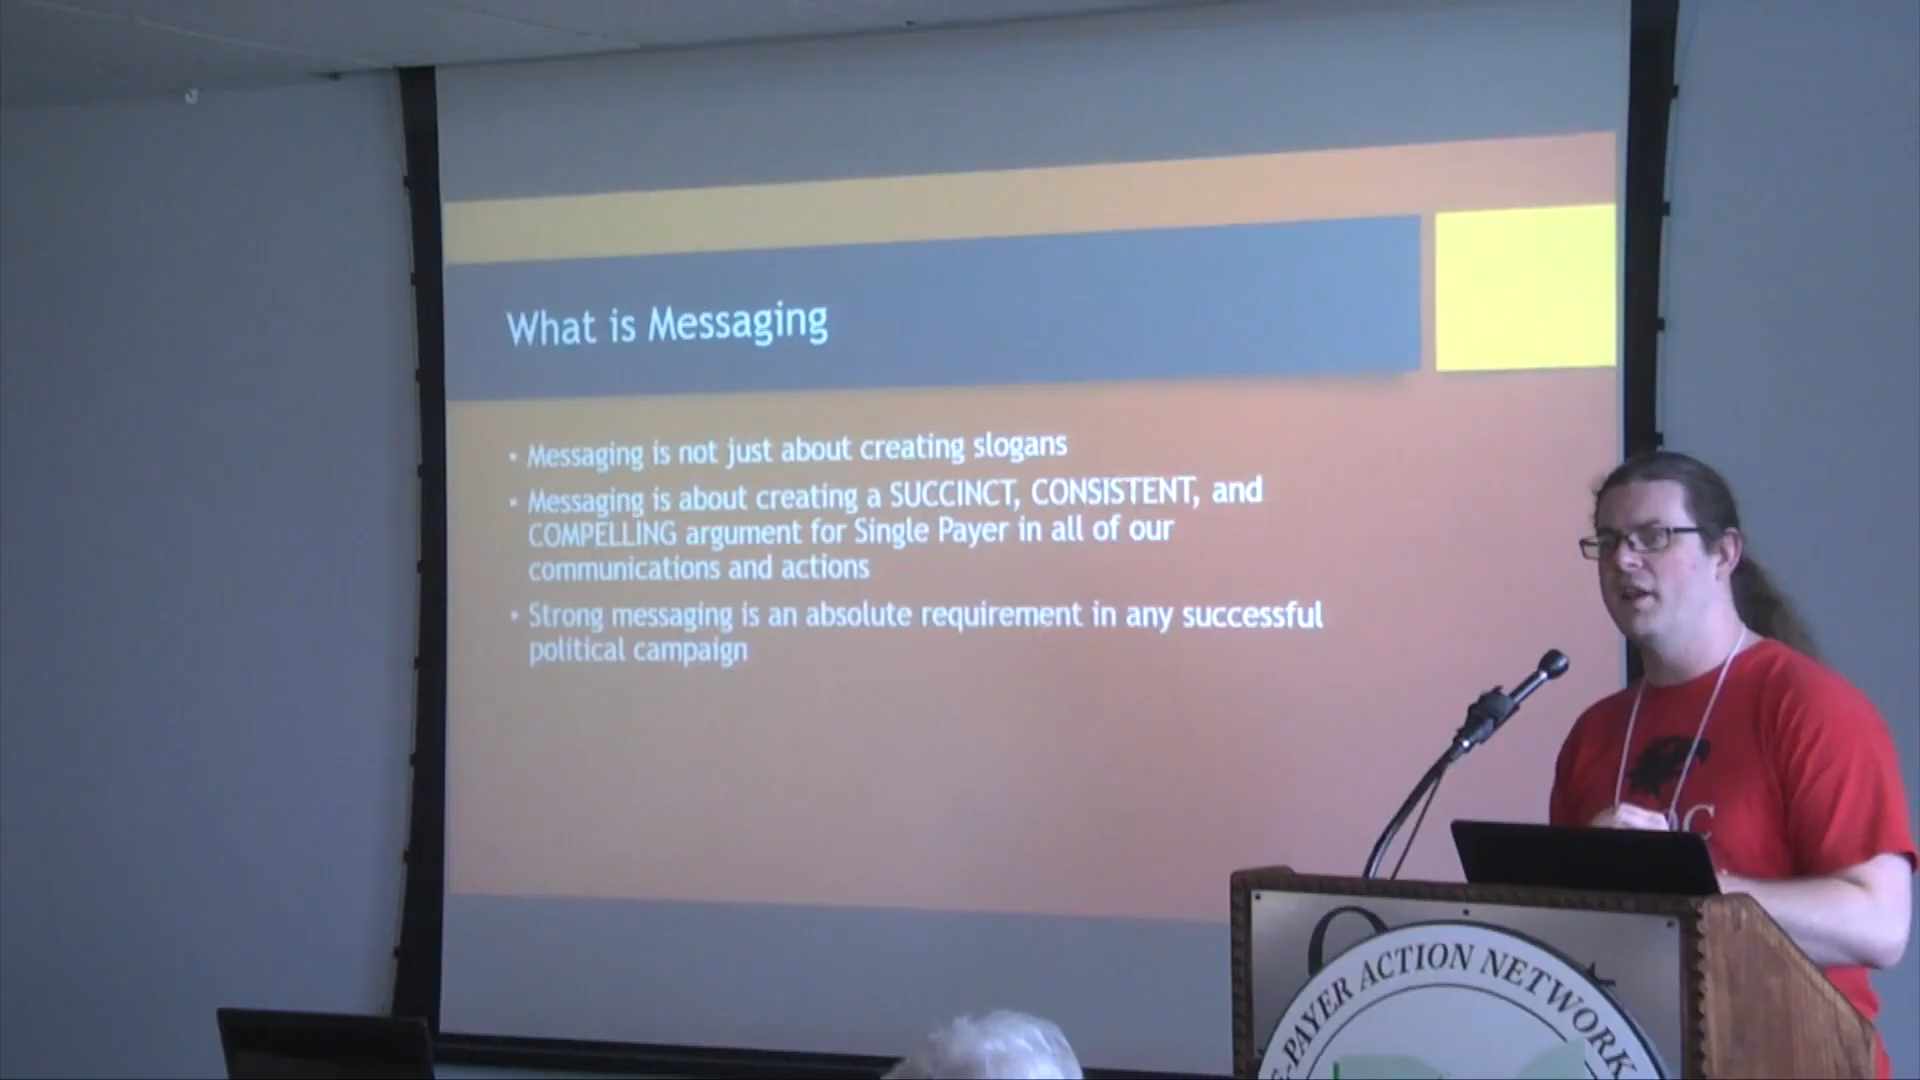 What is Messaging
• Messaging is not just about creating slogans
• Messaging is about creating a SUCCINCT, CONSISTENT, and
COMPELLING argument for Single Payer in all of our
communications and actions
• Strong messaging is an absolute requirement in any successful
political campaign
-PAYER ACTION NETWORK